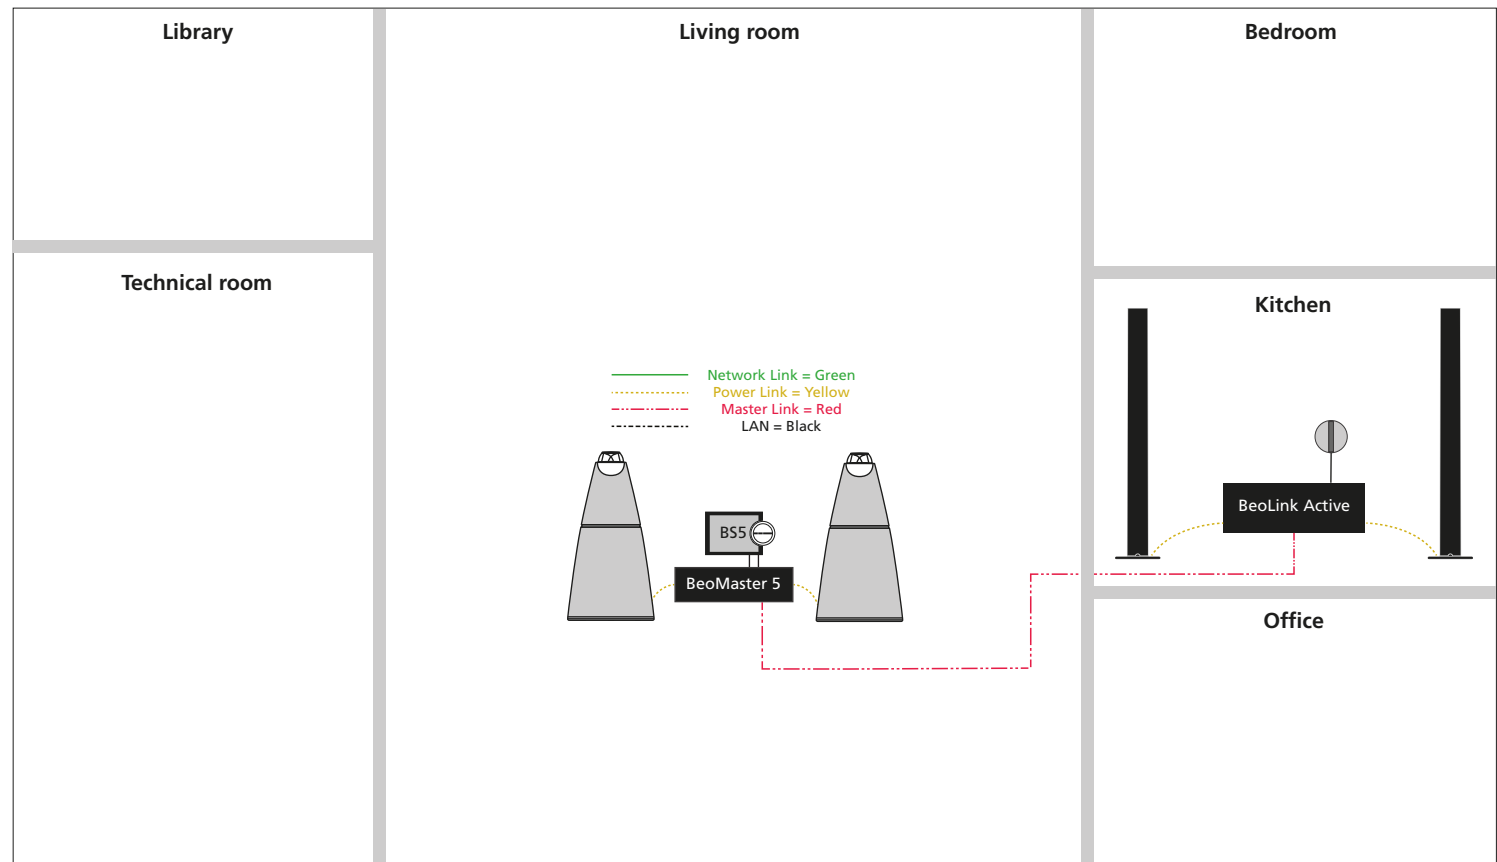 Library
Living room
Bedroom
Technical room
Kitchen
Network Link = Green
Power Link = Yellow
Master Link = Red
LAN = Black
BS5
BeoMaster 5
BeoLink Active
Office